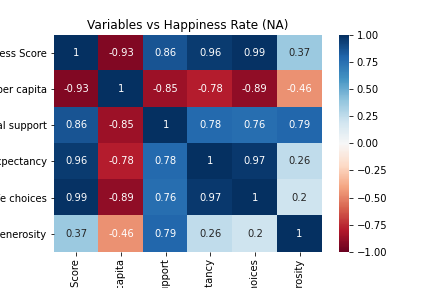 Variables vs Happiness Rate (NA)
ess Score 1 -0.93 0.86 0.96 0.99 0.37
per capita -0.93 1 -0.85 -0.78 -0.89 -0.46
al support 0.86 -0.85 1 0.78 0.76 0.79
xpectancy 0.96 -0.78 0.78 1 0.97 0.26
e choices 0.99 -0.89 0.76 0.97 1 0.2
enerosity 0.37 -0.46 0.79 0.26 0.2 1
Score
capita
upport
tancy
oices
rosity
1.00
0.75
0.50
0.25
0.00
−0.25
−0.50
−0.75
−1.00